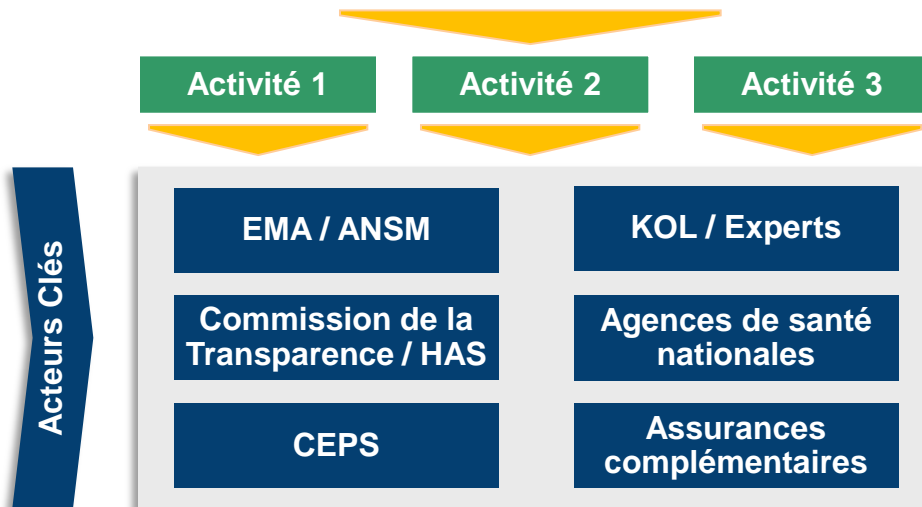 Activité 1
Activité 2
Activité 3
Acteurs Clés
EMA / ANSM
KOL / Experts
Commission de la
Transparence / HAS
Agences de santé
nationales
CEPS
Assurances
complémentaires